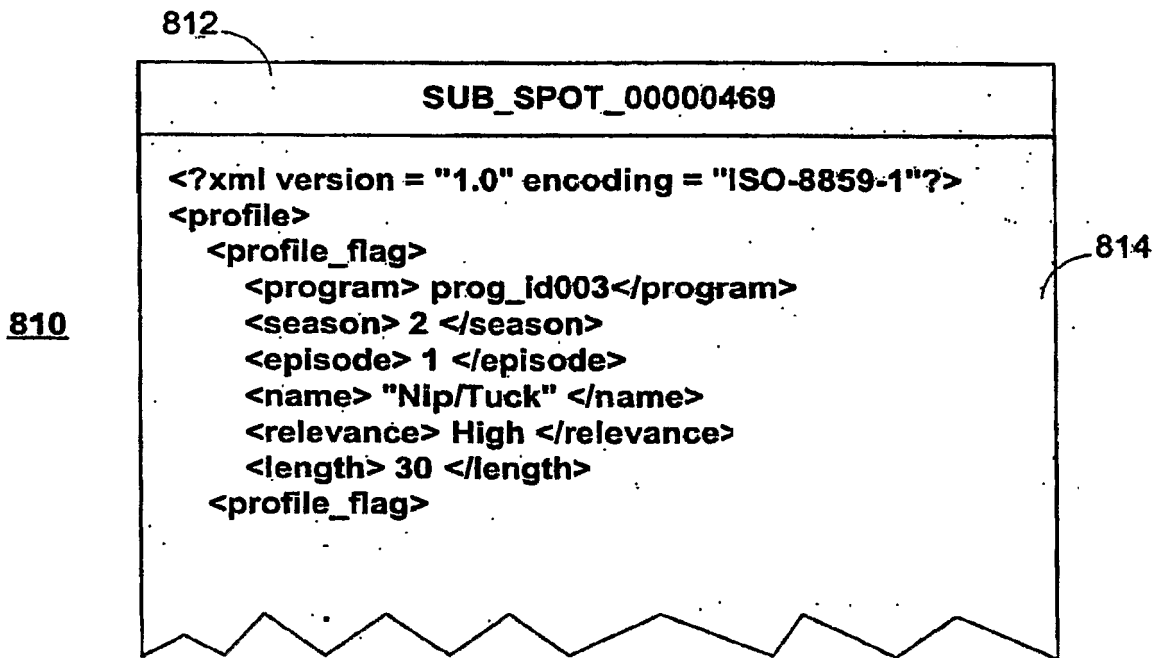 812
SUB_SPOT_00000469
<?xml version = "1.0" encoding = "ISO-8859-1"?>
<profile>
<profile_flag>
814
<program> prog_id003</program>
810
<season> 2 </season>
<episode> 1 </episode>
<name> "Nip/Tuck" </name>
<relevance> High </relevance>
<length> 30 </length>
<profile_flag>